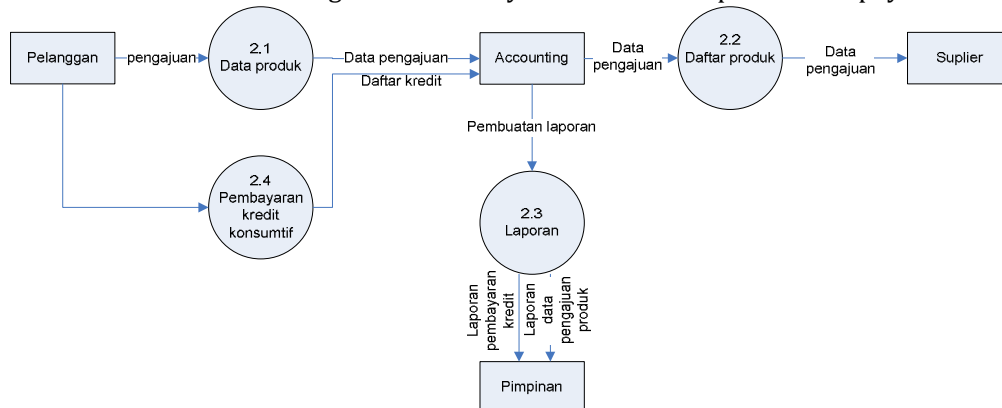 Pelanggan
pengajuan
2.1
Data produk
Data pengajuan
Daftar kredit
Accounting
Data
pengajuan
2.2
Daftar produk
Data
pengajuan
Suplier
Pembuatan laporan
2.4
Pembayaran
kredit
konsumtif
2.3
Laporan
Laporan
pembayaran
kredit
Laporan
data
pengajuan
produk
Pimpinan